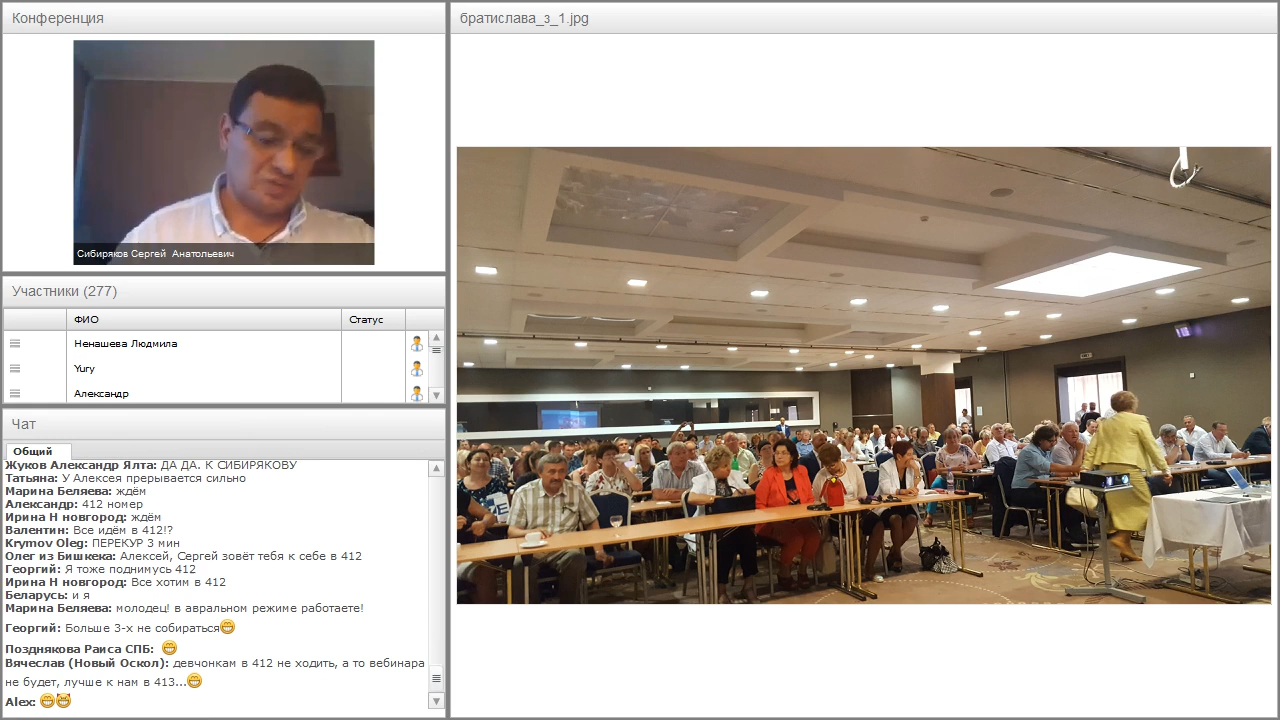 Конференция
Сибиряков Сергей  Анатольевич
Участники (277)
ФИО
Статус
Ненашева Людмила
Yury
Александр
Чат
Общий
Жуков Александр Ялта: ДА ДА. К СИБИРЯКОВУ
Татьяна: У Алексея прерывается сильно
Марина Беляева: ждём
Александр: 412 номер
Ирина Н новгород: ждём
Валентин: Все идём в 412!?
Krymov Oleg: ПЕРЕКУР 3 мин
Олег из Бишкека: Алексей, Сергей зовёт тебя к себе в 412
Георгий: Я тоже поднимусь 412
Ирина Н новгород: Все хотим в 412
Беларусь: и я
Марина Беляева: молодец! в авральном режиме работаете!
Георгий: Больше 3-х не собираться
Позднякова Раиса СПБ:
Вячеслав (Новый Оскол): девчонкам в 412 не ходить, а то вебинара
не будет, лучше к нам в 413...
Alex:
братислава_з_1.jpg